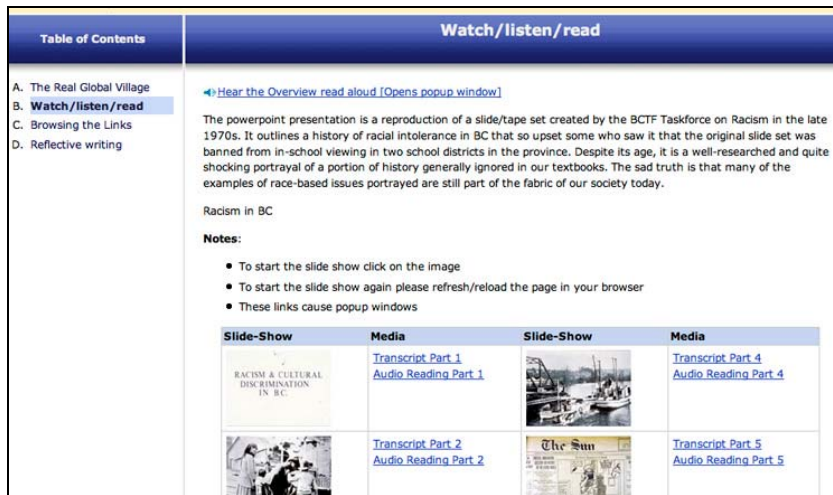 Table of Contents
Watch/listen/read
A. The Real Global Village
B. Watch/listen/read
C. Browsing the Links
D. Reflective writing
Hear the Overview read aloud [Opens popup window]
The powerpoint presentation is a reproduction of a slide/tape set created by the BCTF Taskforce on Racism in the late
1970s. It outlines a history of racial intolerance in BC that so upset some who saw it that the original slide set was
banned from in-school viewing in two school districts in the province. Despite its age, it is a well-researched and quite
shocking portrayal of a portion of history generally ignored in our textbooks. The sad truth is that many of the
examples of race-based issues portrayed are still part of the fabric of our society today.
Racism in BC
Notes:
• To start the slide show click on the image
• To start the slide show again please refresh/reload the page in your browser
• These links cause popup windows
Slide-Show Media Slide-Show Media
RACISM & CULTURAL
DISCRIMINATION
IN B.C.
Transcript Part 1
Audio Reading Part 1
Transcript Part 4
Audio Reading Part 4
Transcript Part 2
Audio Reading Part 2
The Sun
Transcript Part 5
Audio Reading Part 5